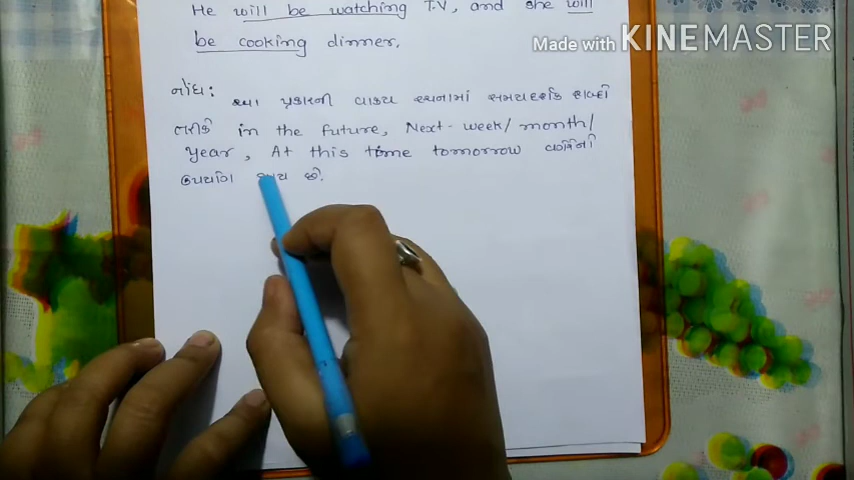 He will be watching T.V, and she will
Made with KINEMASTER
be cooking dinner.
નોંધ: આ પ્રકારની વાક્ય રચનામાં સમયદર્શક શબ્દો
તરીકે in the future, Next-week/month/
year, At this time tomorrow વગેરેનો
ઉપયોગ થાય છે.